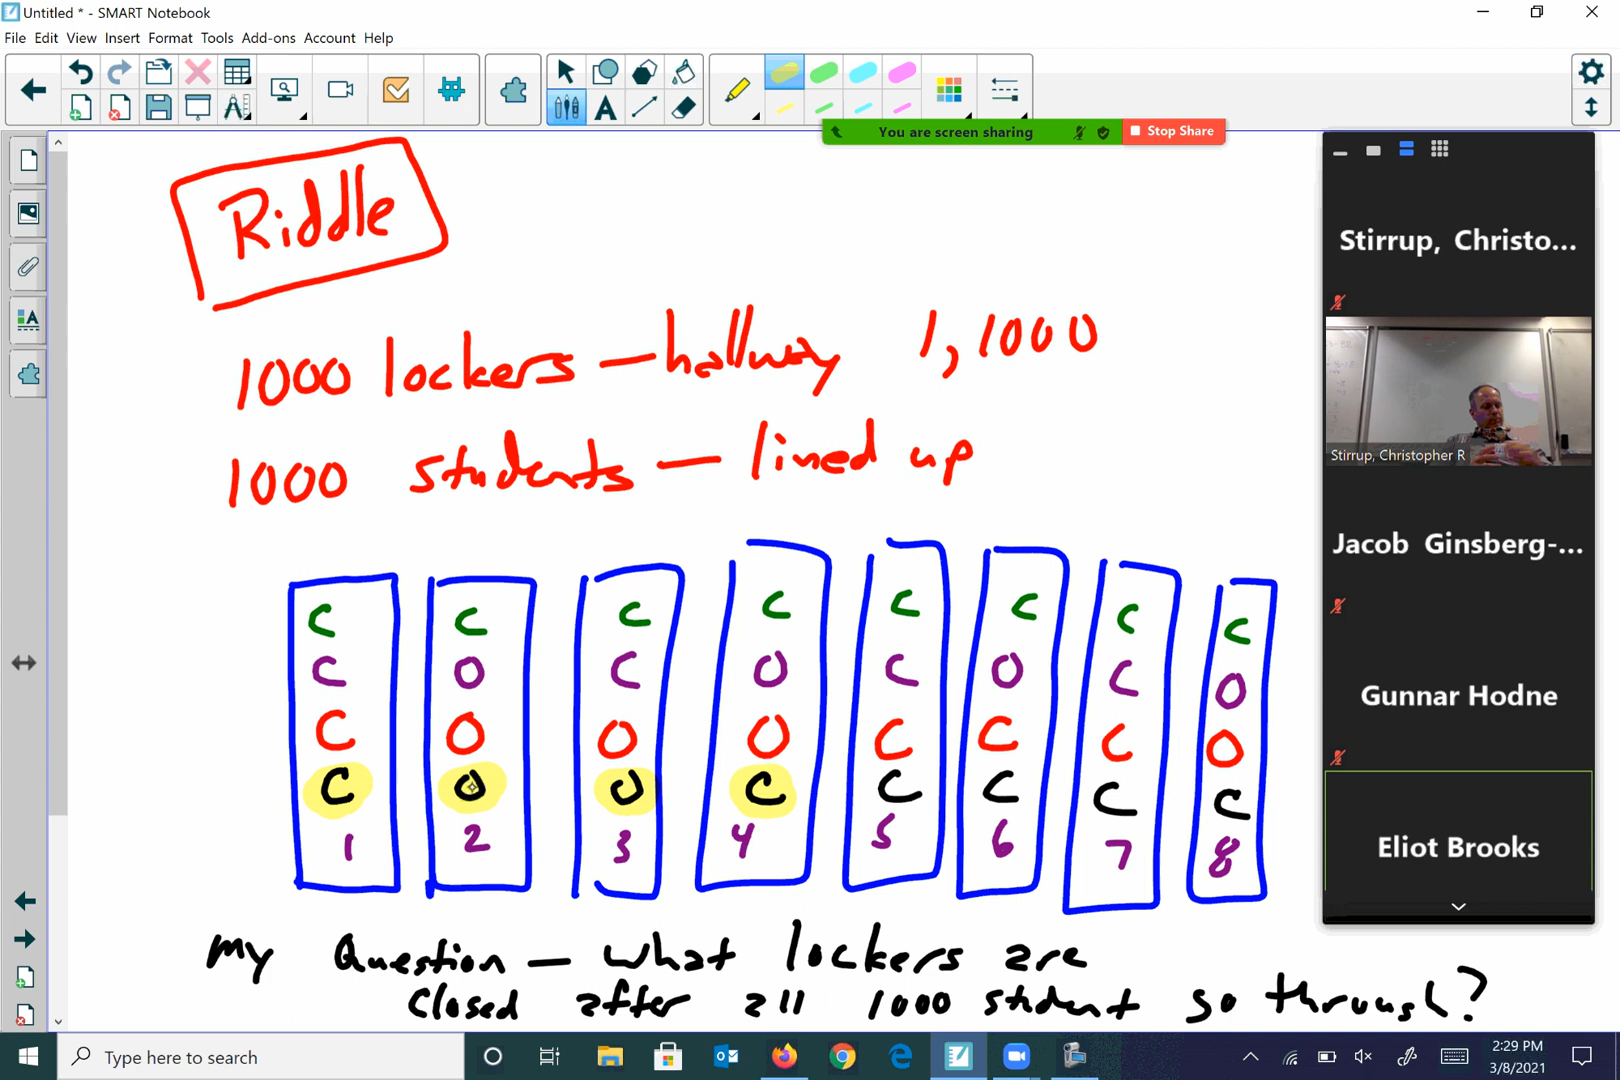 Untitled * - SMART Notebook
File Edit View Insert Format Tools Add-ons Account Help
You are screen sharing
Stop Share
Riddle
1000 lockers — hallway 1, 1000
1000 students — lined up
C C C C C C C C
C O C O C O C O
C O O O C C C O
C O O C C C C C
1 2 3 4 5 6 7 8
My Question — what lockers are
closed after all 1000 student go through?
Stirrup, Christo...
Stirrup, Christopher R
Jacob Ginsberg-...
Gunnar Hodne
Eliot Brooks
Type here to search
2:29 PM
3/8/2021